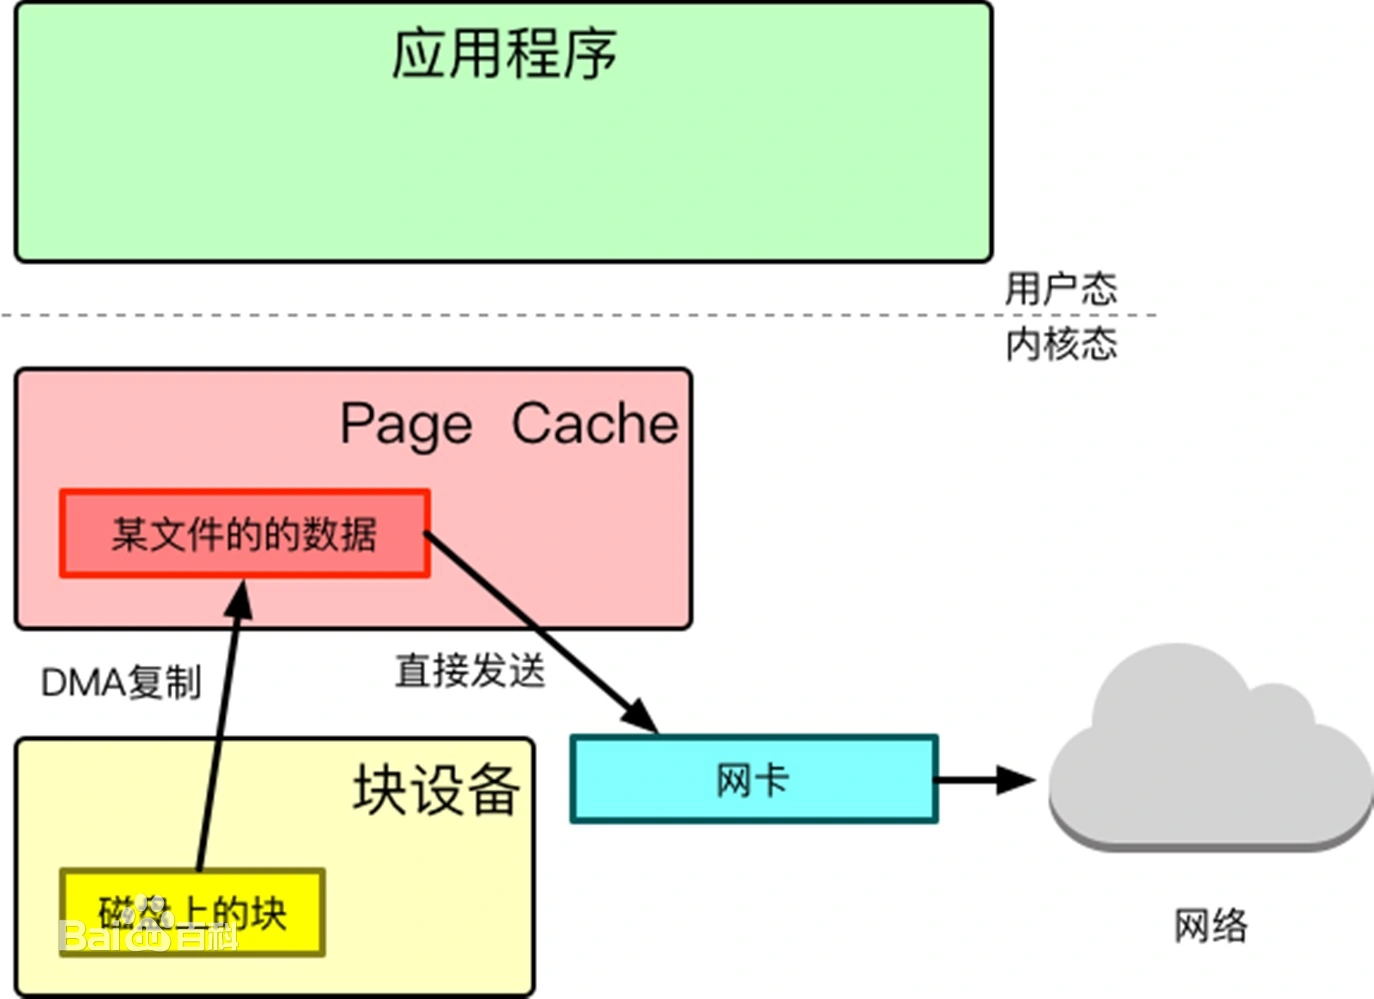 应用程序
用户态
内核态
Page Cache
某文件的的数据
DMA复制
直接发送
块设备
网卡
磁盘上的块
Baidu百科
网络